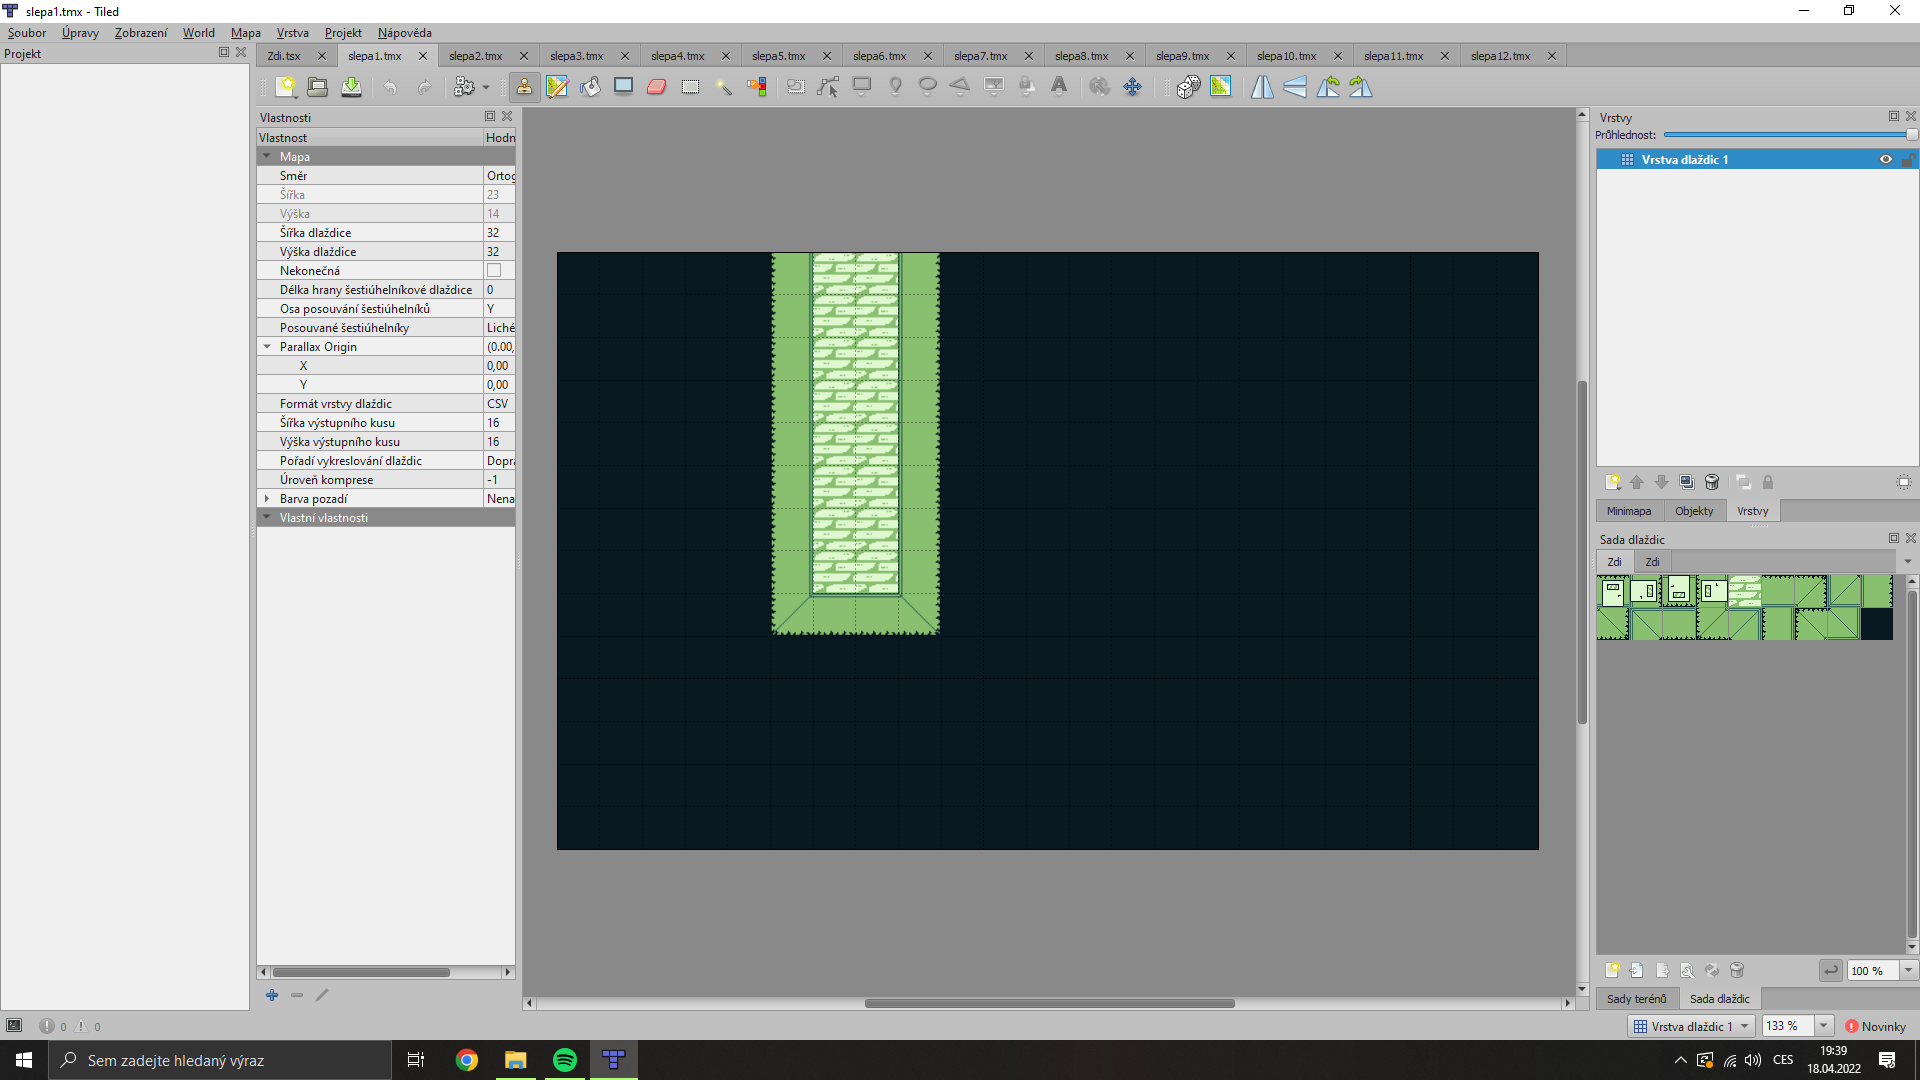 slepa1.tmx - Tiled
Soubor Úpravy Zobrazení World Mapa Vrstva Projekt Nápověda
Projekt
Zdi.tsx slepa1.tmx slepa2.tmx slepa3.tmx slepa4.tmx slepa5.tmx slepa6.tmx slepa7.tmx slepa8.tmx slepa9.tmx slepa10.tmx slepa11.tmx slepa12.tmx
Vlastnosti
Vlastnost Hodn
Mapa
Směr Ortog
Šířka 23
Výška 14
Šířka dlaždice 32
Výška dlaždice 32
Nekonečná
Délka hrany šestiúhelníkové dlaždice 0
Osa posouvání šestiúhelníků Y
Posouvané šestiúhelníky Liché
Parallax Origin (0.00,
X 0,00
Y 0,00
Formát vrstvy dlaždic CSV
Šířka výstupního kusu 16
Výška výstupního kusu 16
Pořadí vykreslování dlaždic Dopra
Úroveň komprese -1
Barva pozadí Nena
Vlastní vlastnosti
Vrstvy
Průhlednost:
Vrstva dlaždic 1
Minimapa Objekty Vrstvy
Sada dlaždic
Zdi Zdi
100 %
Sady terénů Sada dlaždic
0 0
Vrstva dlaždic 1 133 % Novinky
Sem zadejte hledaný výraz
CES
19:39
18.04.2022